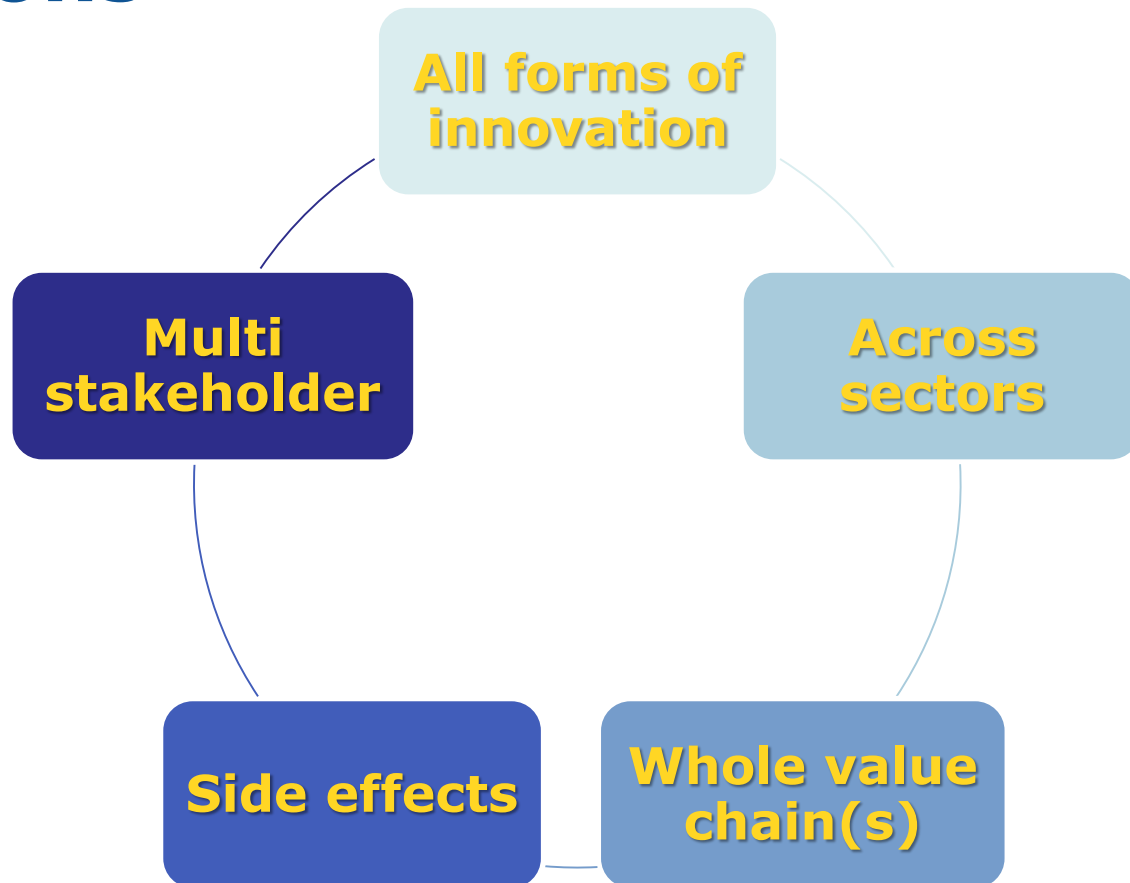 All forms of
innovation
Multi
stakeholder
Across
sectors
Side effects
Whole value
chain(s)